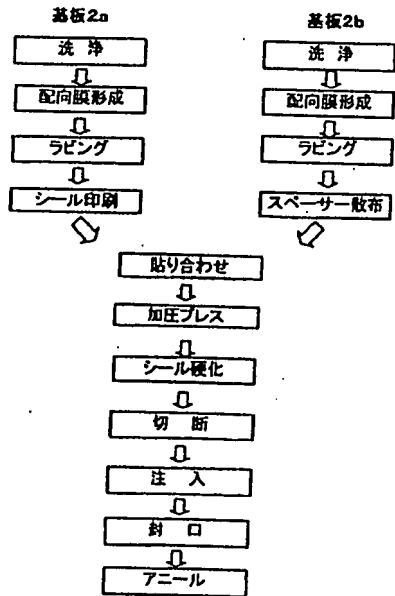 基板2a
洗 浄
配向膜形成
ラビング
シール印刷
基板2b
洗 浄
配向膜形成
ラビング
スペーサー散布
貼り合わせ
加圧プレス
シール硬化
切 断
注 入
封 口
アニール